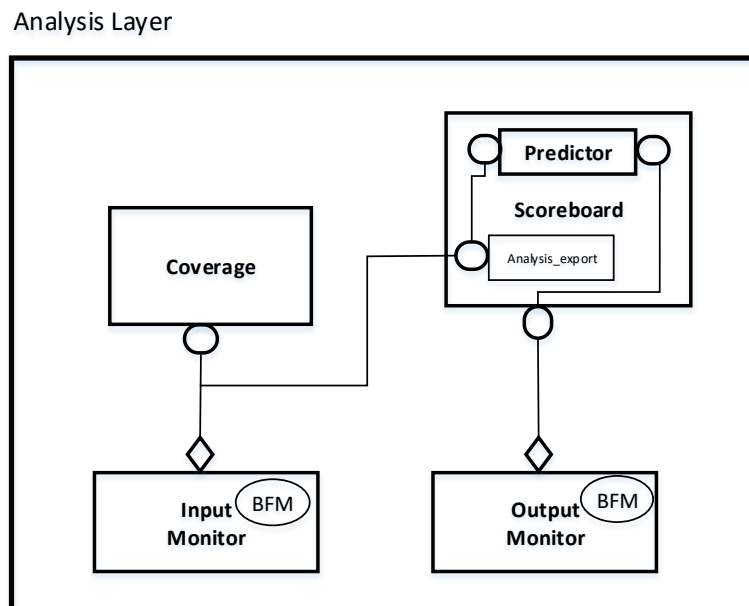 Analysis Layer
Predictor
Scoreboard
Coverage
Analysis_export
BFM
Input
Monitor
BFM
Output
Monitor